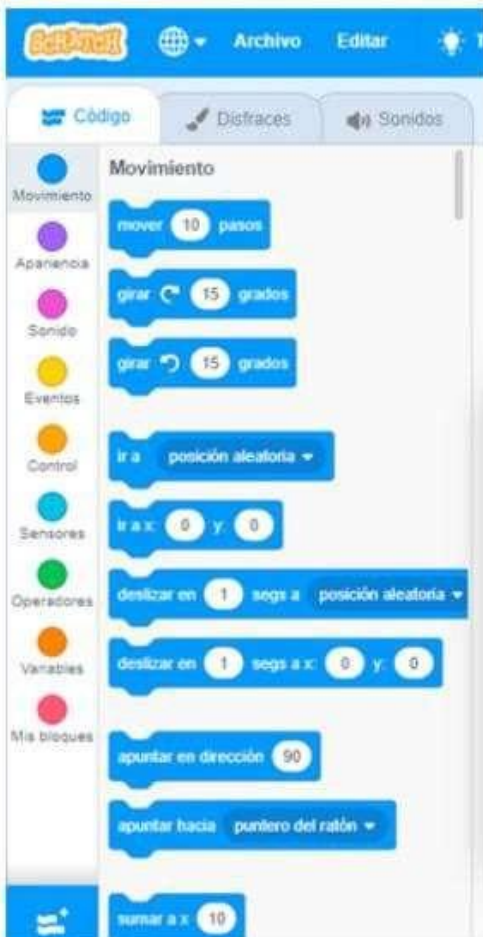 SCRATCH Archivo Editar T
Código Disfraces Sonidos
Movimiento
Apariencia
Sonido
Eventos
Control
Sensores
Operadores
Variables
Mis bloques
Movimiento
mover 10 pasos
girar 15 grados
girar 15 grados
ir a posición aleatoria
ir a x: 0 y: 0
deslizar en 1 segs a posición aleatoria
deslizar en 1 segs a x: 0 y: 0
apuntar en dirección 90
apuntar hacia puntero del ratón
sumar a x 10